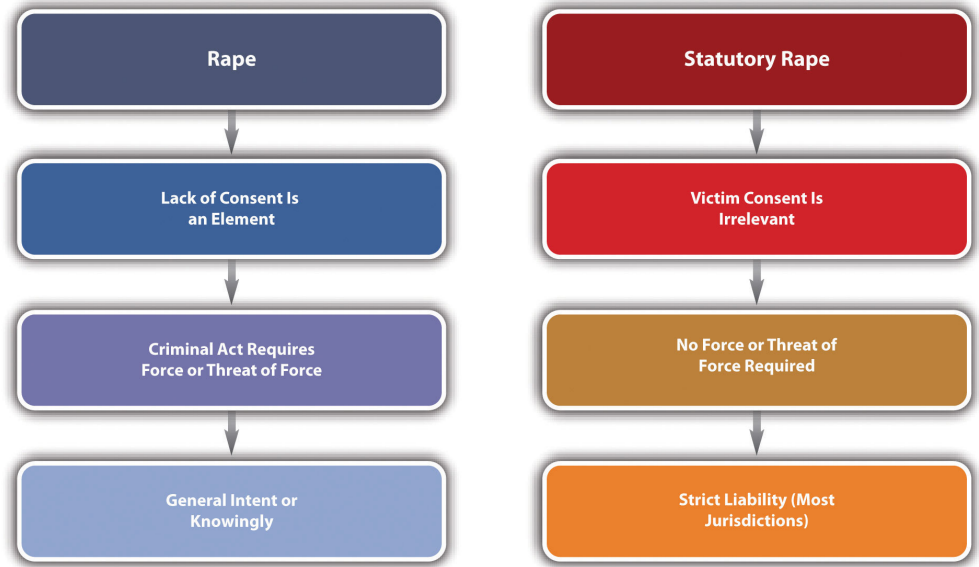 Rape
Lack of Consent Is
an Element
Criminal Act Requires
Force or Threat of Force
General Intent or
Knowingly
Statutory Rape
Victim Consent Is
Irrelevant
No Force or Threat of
Force Required
Strict Liability (Most
Jurisdictions)